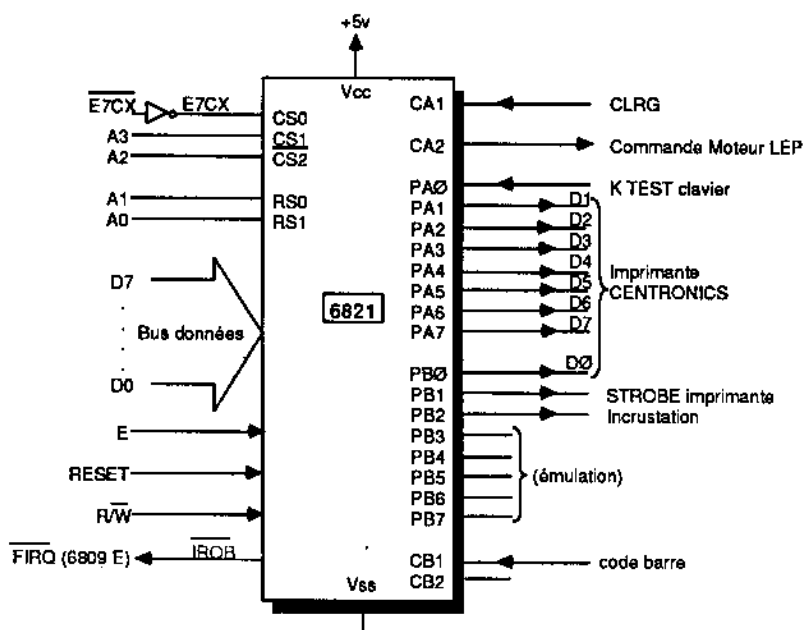 +5v
Vcc
E7CX E7CX CS0 CA1 CLRG
A3 CS1
A2 CS2 CA2 Commande Moteur LEP
PAØ K TEST clavier
A1 RS0 PA1 D1
A0 RS1 PA2 D2
PA3 D3
PA4 D4
D7 PA5 D5 Imprimante
6821 PA6 D6 CENTRONICS
Bus données PA7 D7
D0 PBØ DØ
PB1 STROBE imprimante
E PB2 Incrustation
PB3
PB4
RESET PB5 (émulation)
PB6
R/W PB7
FIRQ (6809 E) IRQB CB1 code barre
Vss CB2